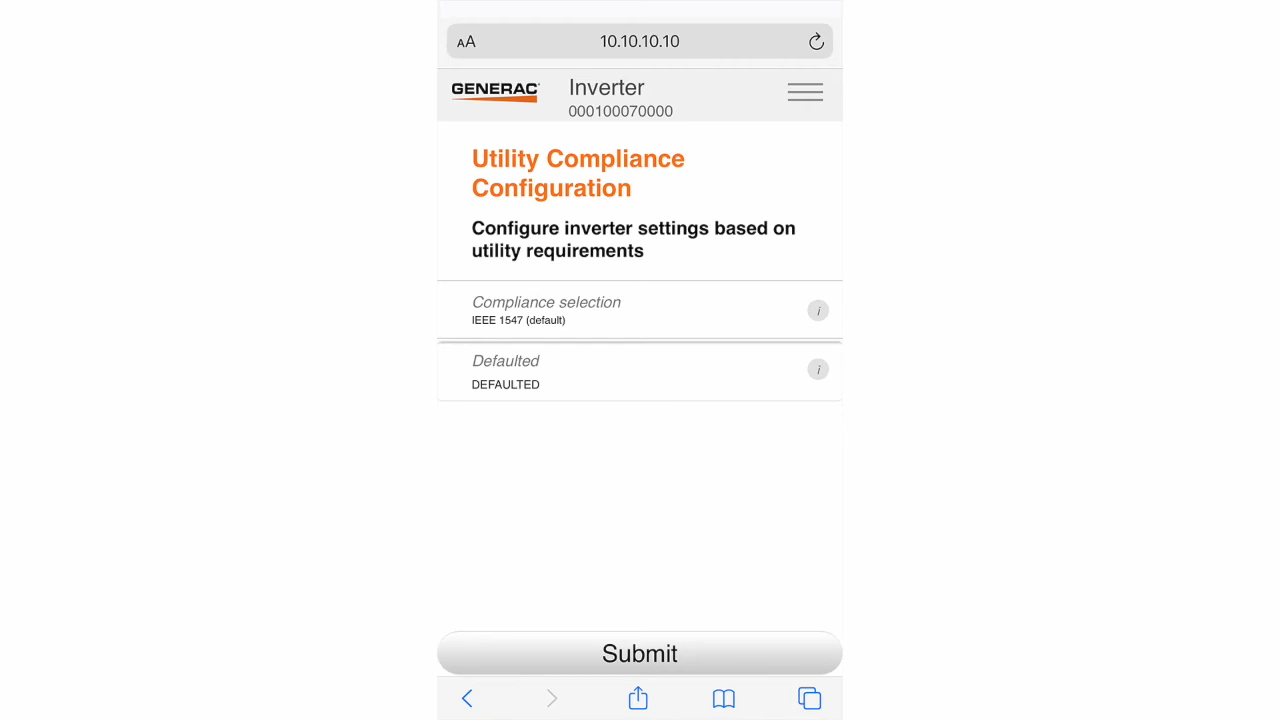 AA
10.10.10.10
GENERAC
Inverter
000100070000
Utility Compliance
Configuration
Configure inverter settings based on
utility requirements
Compliance selection
IEEE 1547 (default)
i
Defaulted
DEFAULTED
i
Submit